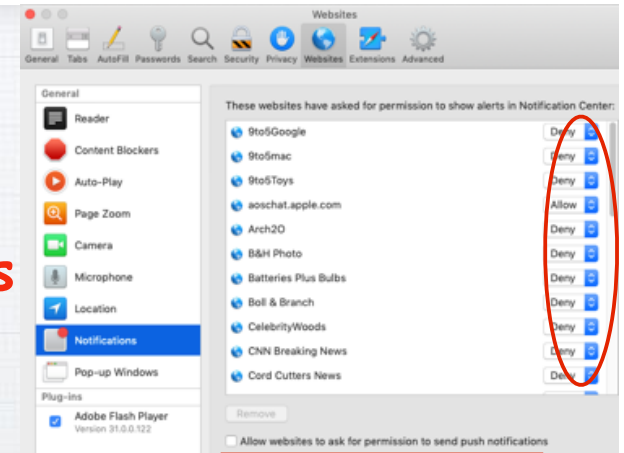 Websites
General Tabs AutoFill Passwords Search Security Privacy Websites Extensions Advanced
General
Reader
Content Blockers
Auto-Play
Page Zoom
Camera
Microphone
Location
Notifications
Pop-up Windows
Plug-ins
Adobe Flash Player
Version 31.0.0.122
s
These websites have asked for permission to show alerts in Notification Center:
9to5Google Deny
9to5mac Deny
9to5Toys Deny
aoschat.apple.com Allow
Arch2O Deny
B&H Photo Deny
Batteries Plus Bulbs Deny
Boll & Branch Deny
CelebrityWoods Deny
CNN Breaking News Deny
Cord Cutters News Deny
Remove
Allow websites to ask for permission to send push notifications